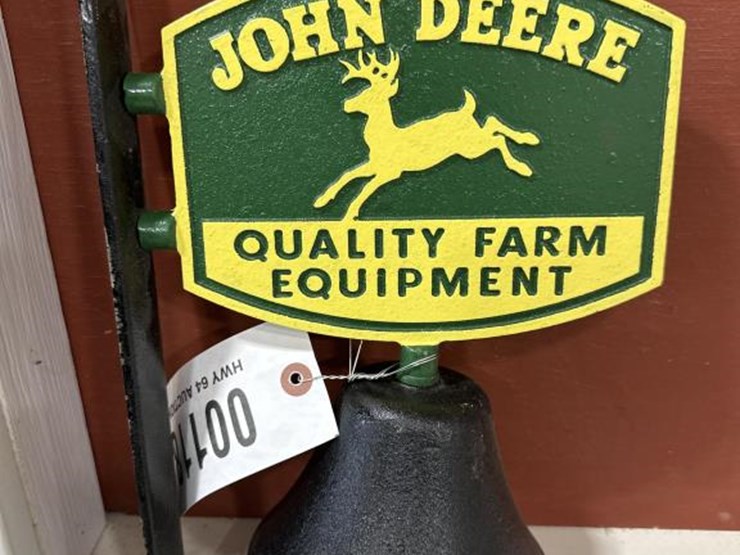 JOHN DEERE
QUALITY FARM
EQUIPMENT
HWY 64